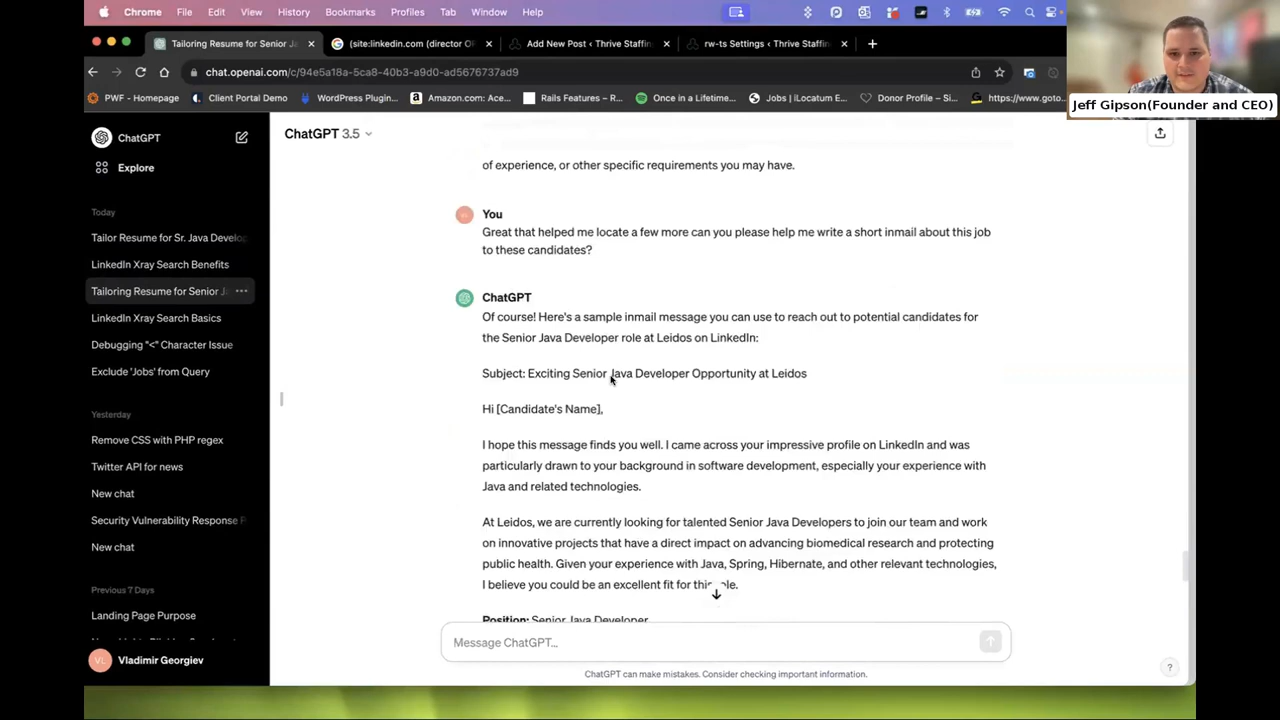 Chrome File Edit View History Bookmarks Profiles Tab Window Help
Tailoring Resume for Senior Ja
(site:linkedin.com (director O
Add New Post ‹ Thrive Staffin
rw-ts Settings ‹ Thrive Staffin
chat.openai.com/c/94e5a18a-5ca8-40b3-a9d0-ad5676737ad9
PWF - Homepage
Client Portal Demo
WordPress Plugin...
Amazon.com: Ace...
Rails Features – R...
Once in a Lifetime...
Jobs | iLocatum E...
Donor Profile – Si...
https://www.goto
Jeff Gipson(Founder and CEO)
ChatGPT
Explore
Today
Tailor Resume for Sr. Java Develop
LinkedIn Xray Search Benefits
Tailoring Resume for Senior J
LinkedIn Xray Search Basics
Debugging "<" Character Issue
Exclude 'Jobs' from Query
Yesterday
Remove CSS with PHP regex
Twitter API for news
New chat
Security Vulnerability Response P
New chat
Previous 7 Days
Landing Page Purpose
VL Vladimir Georgiev
ChatGPT 3.5
of experience, or other specific requirements you may have.
VL You
Great that helped me locate a few more can you please help me write a short inmail about this job
to these candidates?
ChatGPT
Of course! Here's a sample inmail message you can use to reach out to potential candidates for
the Senior Java Developer role at Leidos on LinkedIn:
Subject: Exciting Senior Java Developer Opportunity at Leidos
Hi [Candidate's Name],
I hope this message finds you well. I came across your impressive profile on LinkedIn and was
particularly drawn to your background in software development, especially your experience with
Java and related technologies.
At Leidos, we are currently looking for talented Senior Java Developers to join our team and work
on innovative projects that have a direct impact on advancing biomedical research and protecting
public health. Given your experience with Java, Spring, Hibernate, and other relevant technologies,
I believe you could be an excellent fit for this role.
Position: Senior Java Developer
Message ChatGPT...
ChatGPT can make mistakes. Consider checking important information.
?